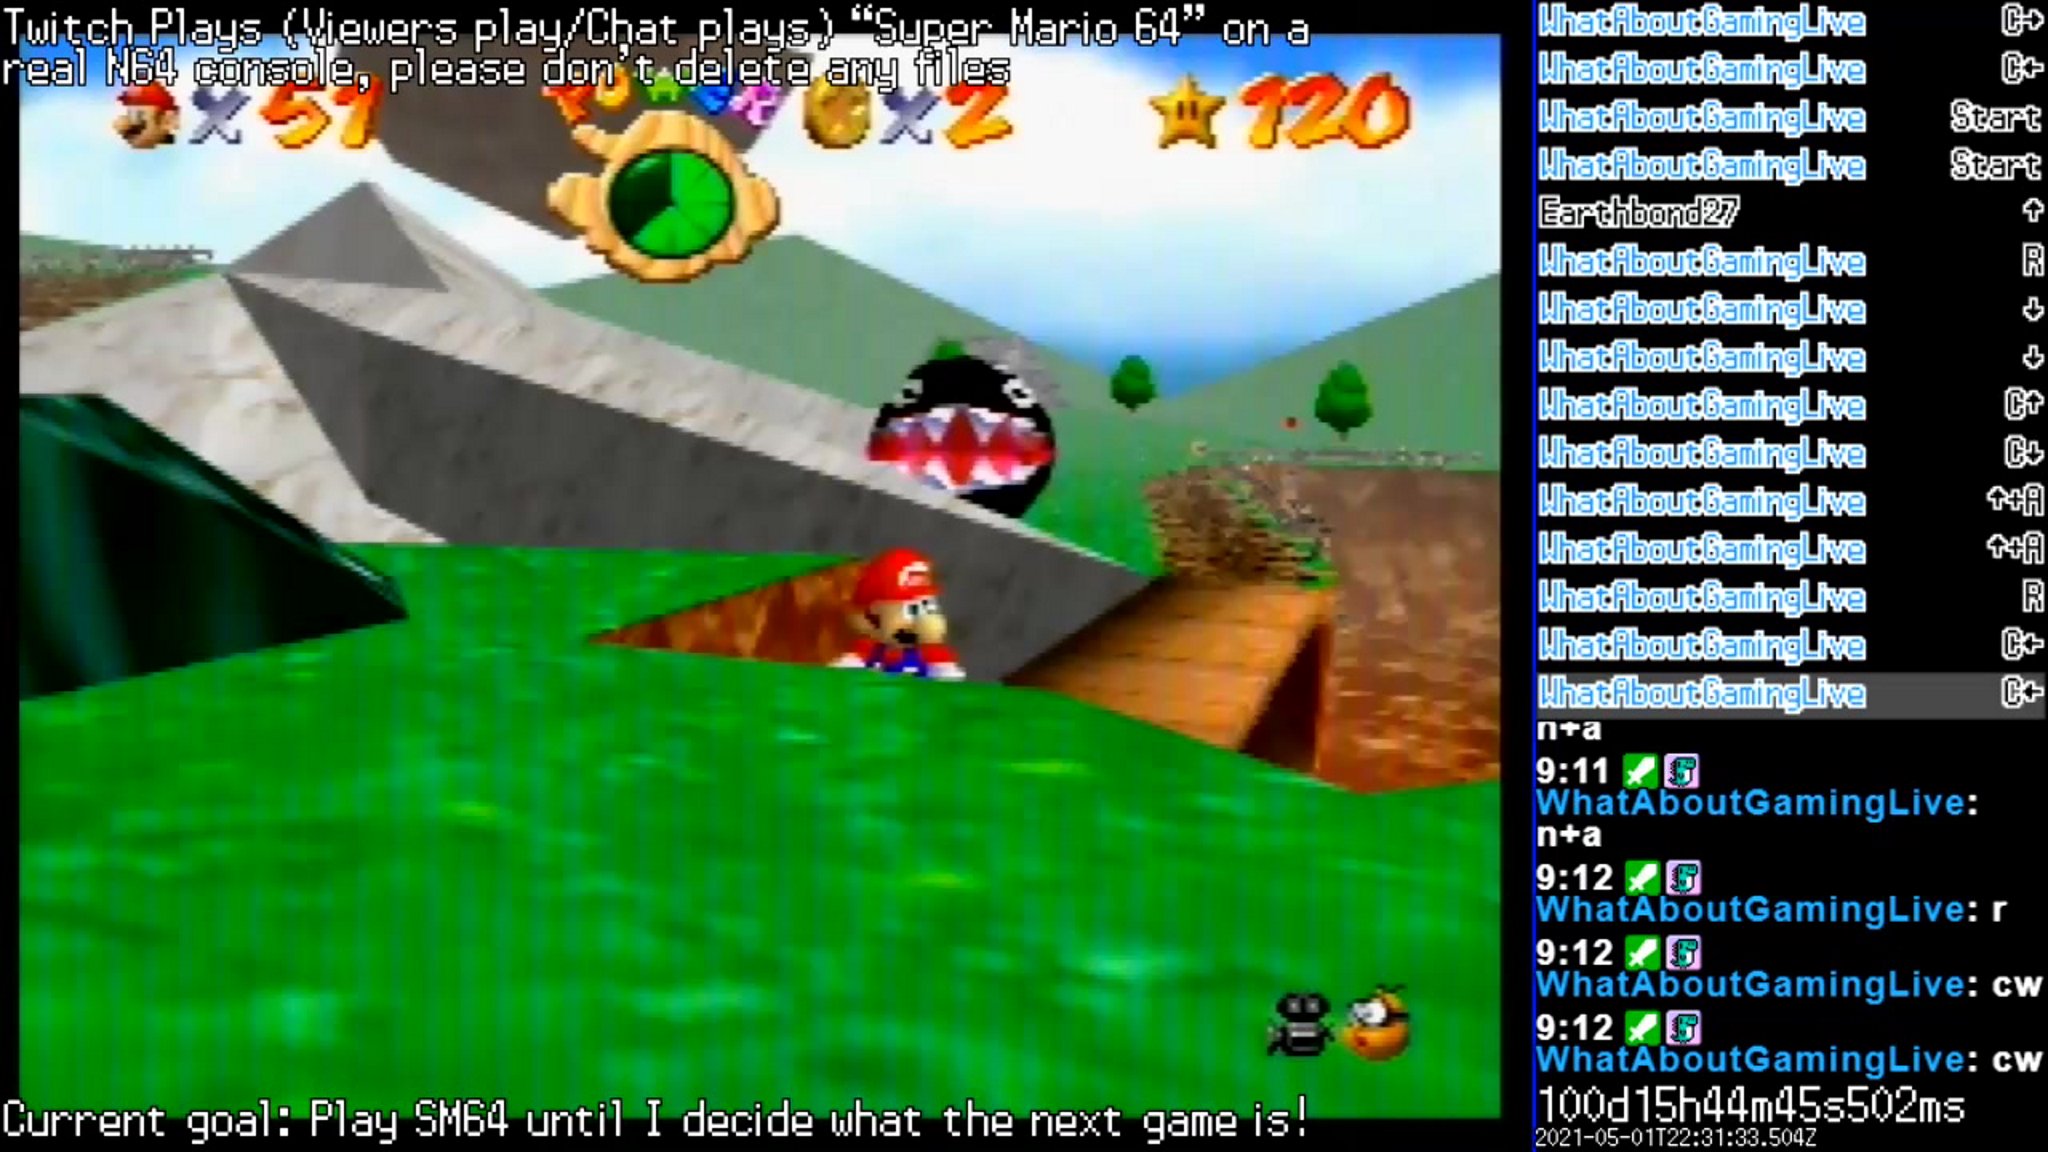 Twitch Plays (Viewers play/Chat plays) “Super Mario 64” on a
real N64 console, please don't delete any files
× 51
POWER
× 2
120
WhatAboutGamingLive C→
WhatAboutGamingLive C←
WhatAboutGamingLive Start
WhatAboutGamingLive Start
Earthbond27 ↑
WhatAboutGamingLive R
WhatAboutGamingLive ↓
WhatAboutGamingLive ↓
WhatAboutGamingLive C↑
WhatAboutGamingLive C↓
WhatAboutGamingLive ↑+A
WhatAboutGamingLive ↑+A
WhatAboutGamingLive R
WhatAboutGamingLive C←
WhatAboutGamingLive C←
n+a
9:11
WhatAboutGamingLive:
n+a
9:12
WhatAboutGamingLive: r
9:12
WhatAboutGamingLive: cw
9:12
WhatAboutGamingLive: cw
100d15h44m45s502ms
2021-05-01T22:31:33.504Z
Current goal: Play SM64 until I decide what the next game is!